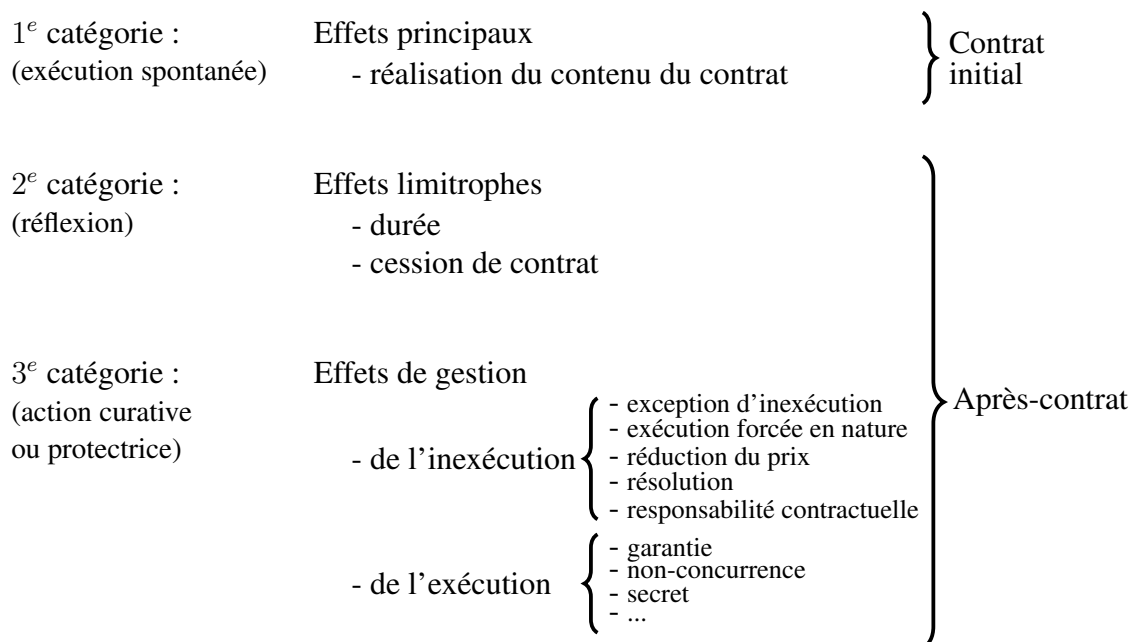 1e catégorie : Effets principaux
(exécution spontanée) - réalisation du contenu du contrat
Contrat
initial
2e catégorie : Effets limitrophes
(réflexion) - durée
- cession de contrat
3e catégorie : Effets de gestion
(action curative
ou protectrice)
- de l'inexécution
- exception d'inexécution
- exécution forcée en nature
- réduction du prix
- résolution
- responsabilité contractuelle
- de l'exécution
- garantie
- non-concurrence
- secret
- ...
Après-contrat